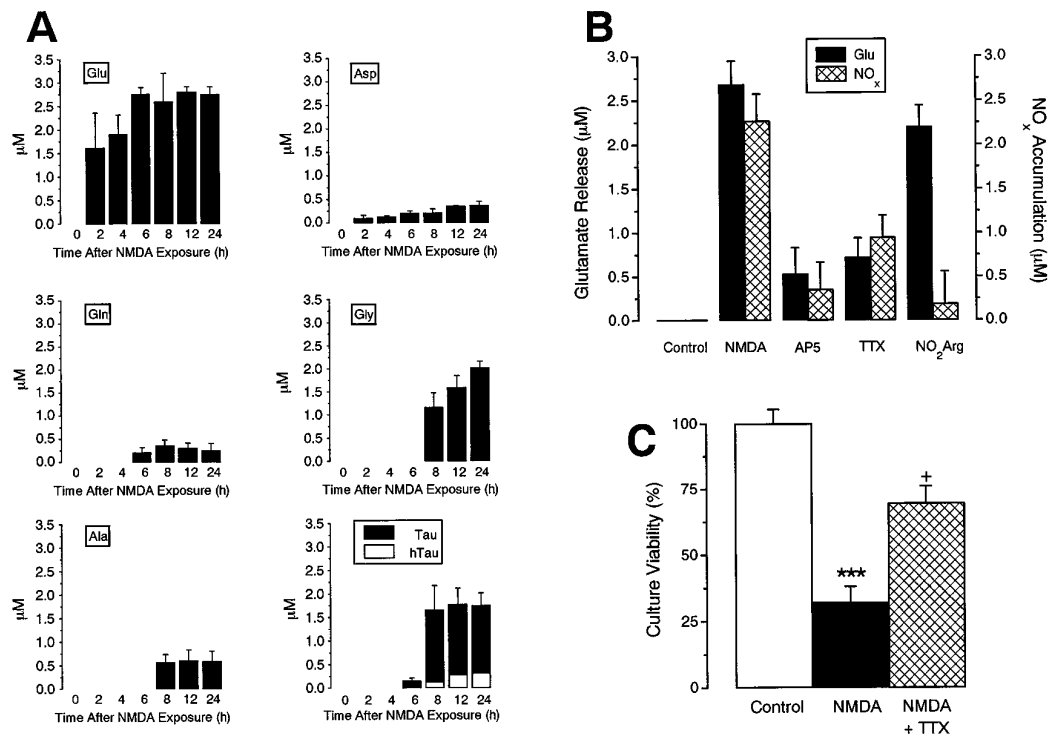 A
Glu
3.5
3.0
2.5
2.0
1.5
1.0
0.5
0.0
µM
0 2 4 6 8 12 24
Time After NMDA Exposure (h)
Asp
3.5
3.0
2.5
2.0
1.5
1.0
0.5
0.0
µM
0 2 4 6 8 12 24
Time After NMDA Exposure (h)
Gln
3.5
3.0
2.5
2.0
1.5
1.0
0.5
0.0
µM
0 2 4 6 8 12 24
Time After NMDA Exposure (h)
Gly
3.5
3.0
2.5
2.0
1.5
1.0
0.5
0.0
µM
0 2 4 6 8 12 24
Time After NMDA Exposure (h)
Ala
3.5
3.0
2.5
2.0
1.5
1.0
0.5
0.0
µM
0 2 4 6 8 12 24
Time After NMDA Exposure (h)
Tau
hTau
3.5
3.0
2.5
2.0
1.5
1.0
0.5
0.0
µM
0 2 4 6 8 12 24
Time After NMDA Exposure (h)
B
Glu
NOx
3.0
2.5
2.0
1.5
1.0
0.5
0.0
Glutamate Release (µM)
3.0
2.5
2.0
1.5
1.0
0.5
0.0
NOx Accumulation (µM)
Control NMDA AP5 TTX NO2Arg
C
100
75
50
25
0
Culture Viability (%)
***
+
Control NMDA NMDA
+ TTX